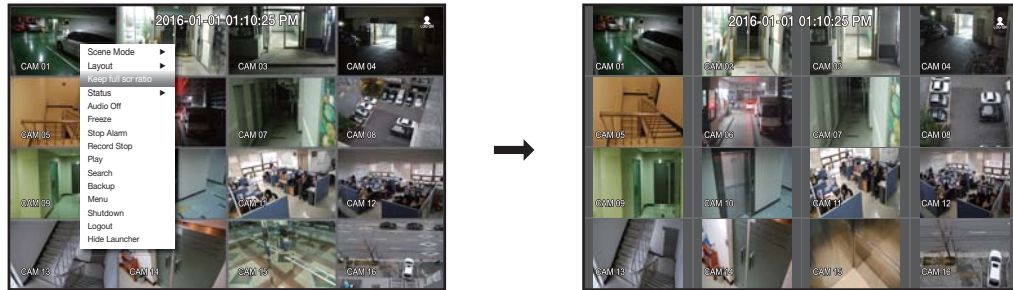 2016-01-01 01:10:25 PM
LOG ON
CAM 01
CAM 03
CAM 04
Scene Mode
Layout
Keep full scr ratio
Status
Audio Off
Freeze
Stop Alarm
Record Stop
Play
Search
Backup
Menu
Shutdown
Logout
Hide Launcher
CAM 05
CAM 07
CAM 08
CAM 09
CAM 11
CAM 12
CAM 13
CAM 14
CAM 15
CAM 16
2016-01-01 01:10:25 PM
LOG ON
CAM 01
CAM 02
CAM 03
CAM 04
CAM 05
CAM 06
CAM 07
CAM 08
CAM 09
CAM 10
CAM 11
CAM 12
CAM 13
CAM 14
CAM 15
CAM 16